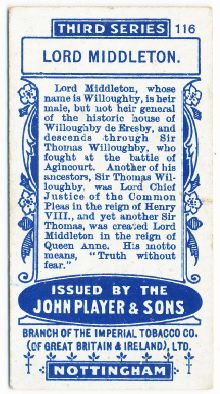 THIRD SERIES 116
LORD MIDDLETON.
Lord Middleton, whose
name is Willoughby, is heir
male, but not heir general
of the historic house of
Willoughby de Eresby, and
descends through Sir
Thomas Willoughby, who
fought at the battle of
Agincourt. Another of his
ancestors, Sir Thomas Wil-
loughby, was Lord Chief
Justice of the Common
Pleas in the reign of Henry
VIII., and yet another Sir
Thomas, was created Lord
Middleton in the reign of
Queen Anne. His motto
means, "Truth without
fear."
ISSUED BY THE
JOHN PLAYER & SONS
BRANCH OF THE IMPERIAL TOBACCO CO.
(OF GREAT BRITAIN & IRELAND), LTD.
NOTTINGHAM